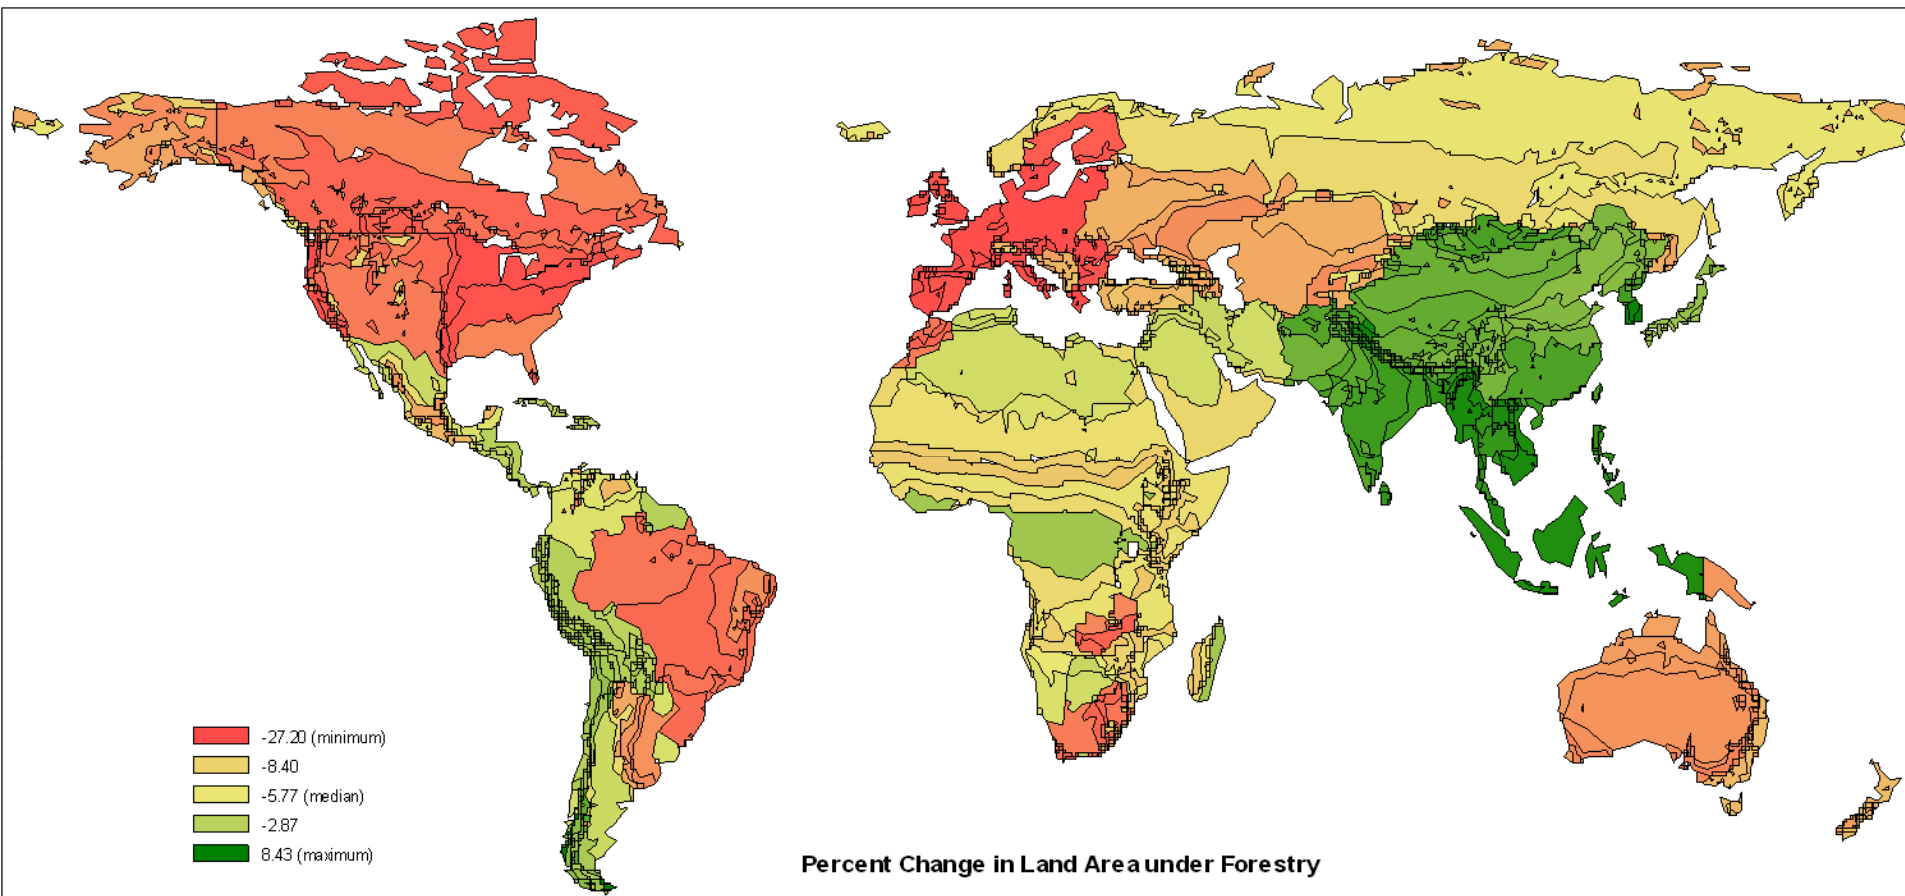 -27.20 (minimum)
-8.40
-5.77 (median)
-2.87
8.43 (maximum)
Percent Change in Land Area under Forestry